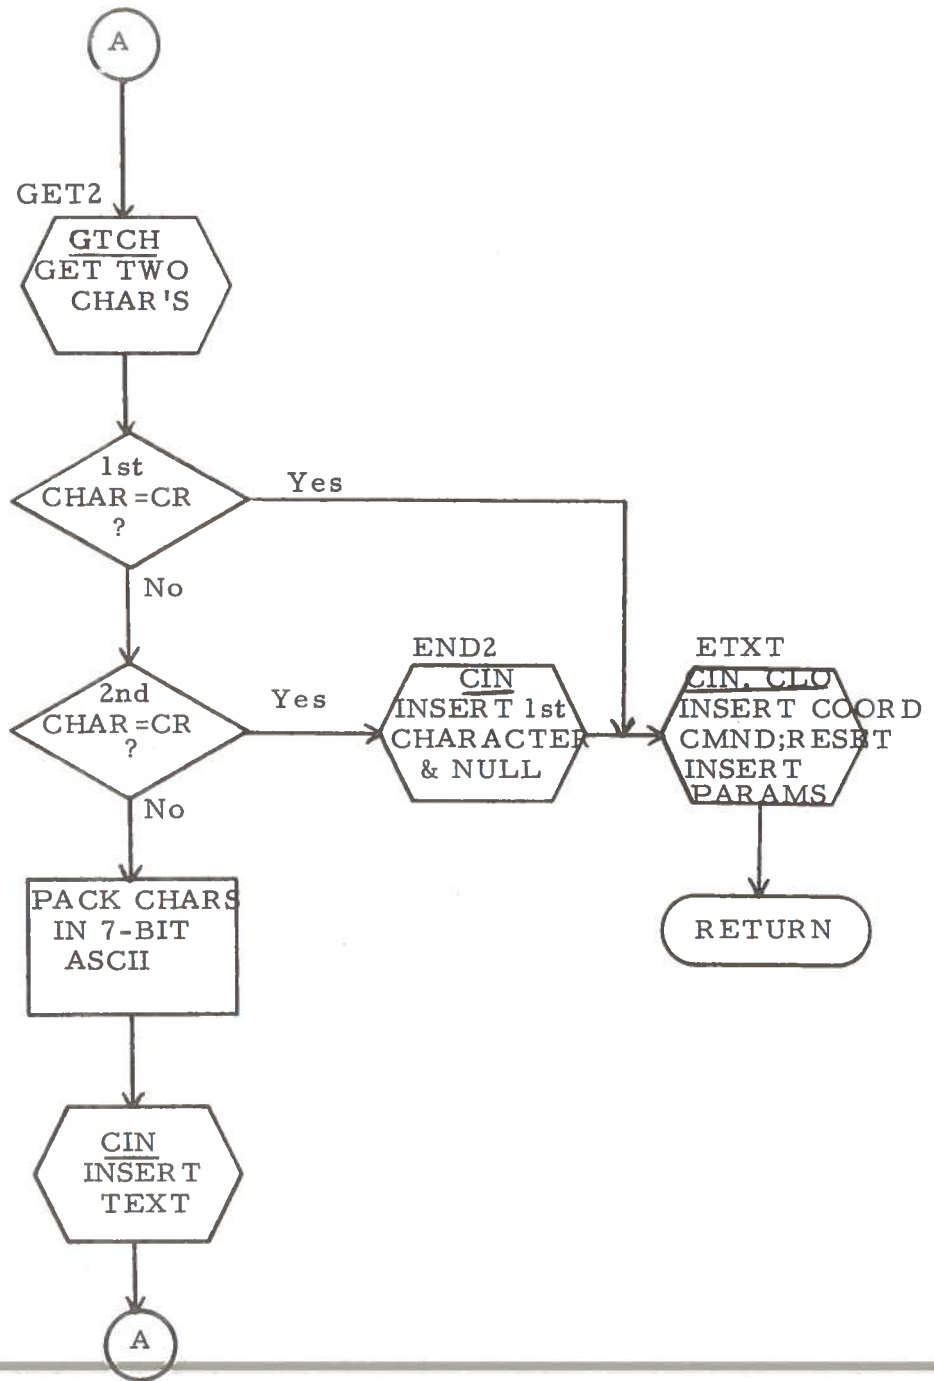 A
GET2
GTCH
GET TWO
CHAR'S
1st
CHAR=CR
?
Yes
No
2nd
CHAR=CR
?
Yes
No
END2
CIN
INSERT 1st
CHARACTER
& NULL
ETXT
CIN, CLO
INSERT COORD
CMND;RESET
INSERT
PARAMS
RETURN
PACK CHARS
IN 7-BIT
ASCII
CIN
INSERT
TEXT
A